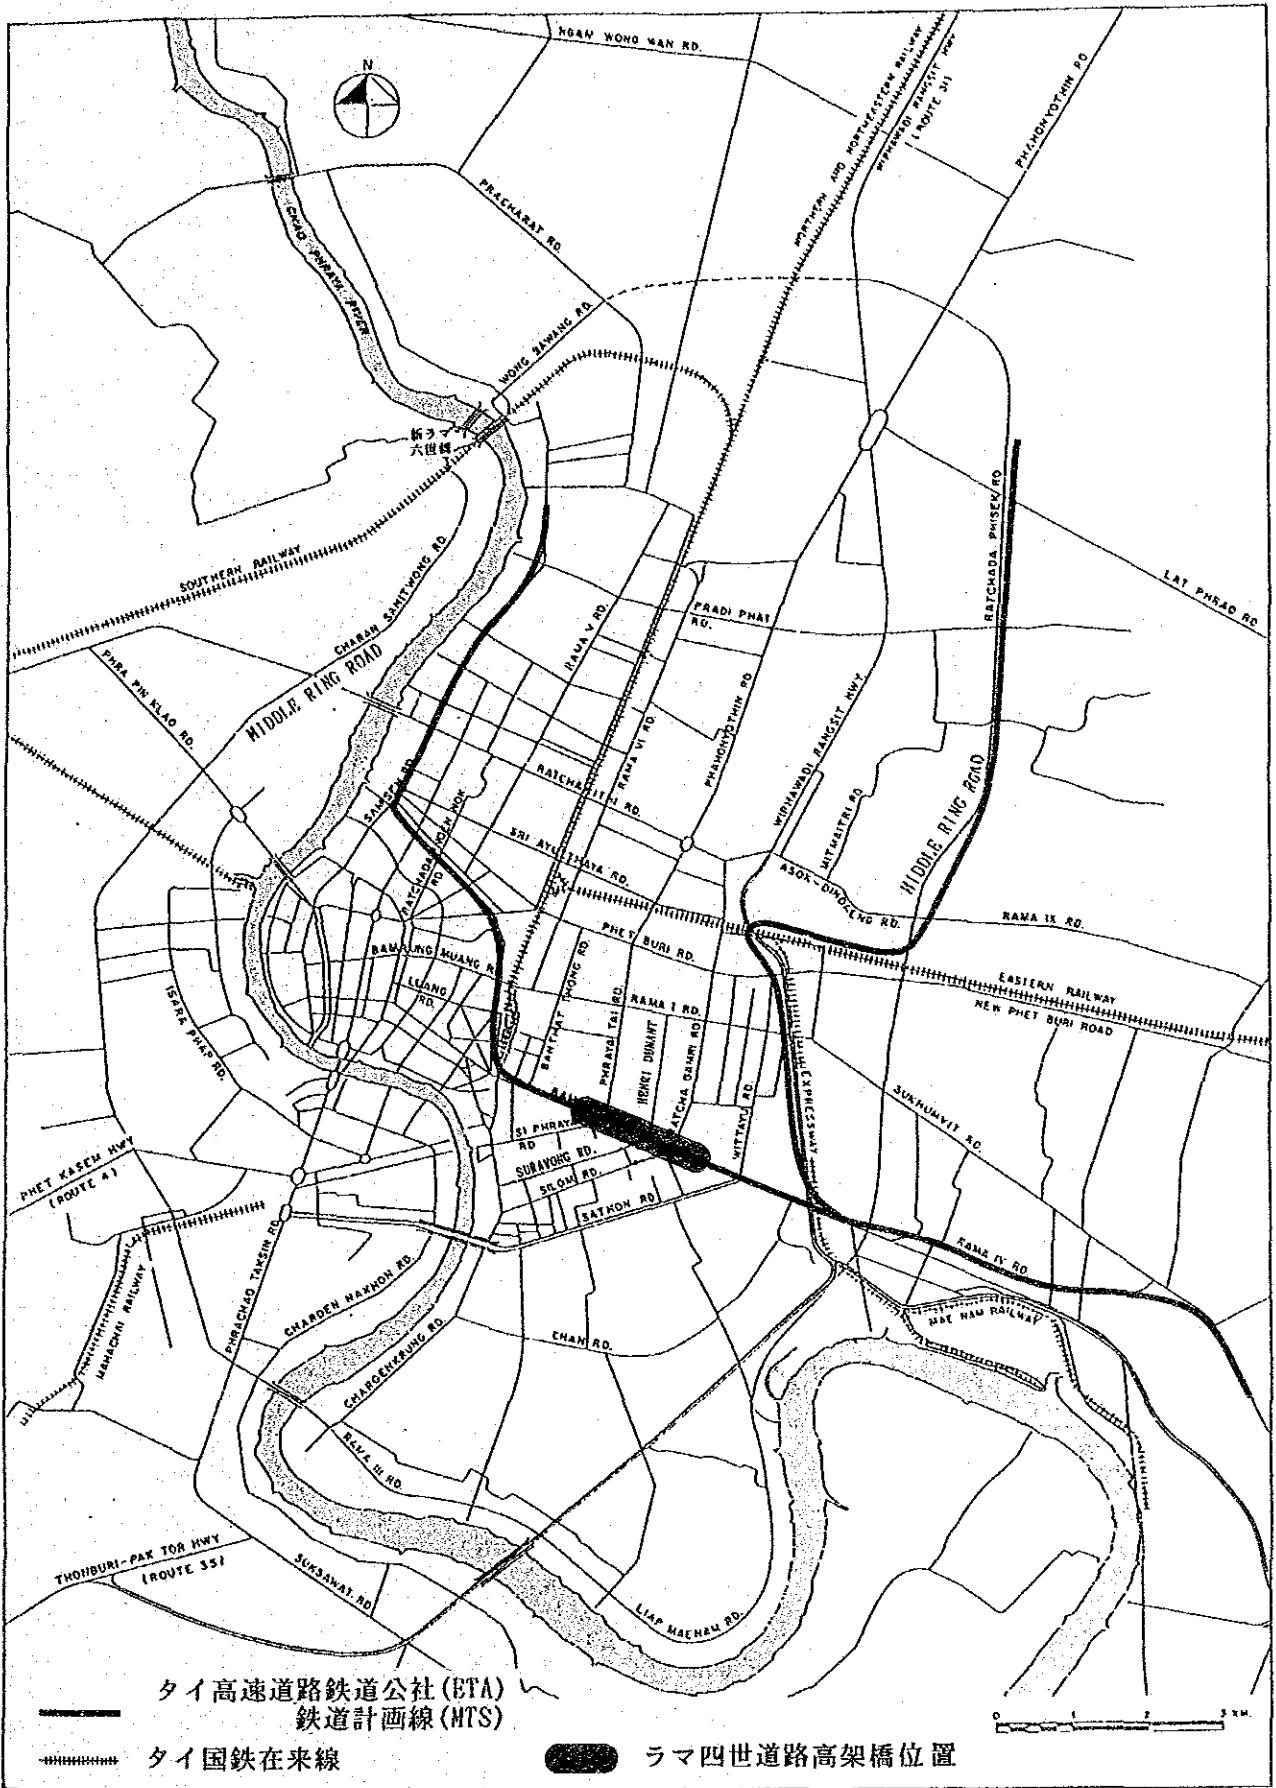 NGAM WONG WAN RD.
N
NORTHERN AND NORTHEASTERN RAILWAY
WIPHAWADI RANGSIT HWY
(ROUTE 31)
PHAHONYOTHIN RD
PRACHARAT RD.
CHAO PHRAYA RIVER
WONG SAWANG RD.
新ラマ
六世橋
SOUTHERN RAILWAY
CHARAN SANITWONG RD
MIDDLE RING ROAD
PHRA PIN KLAO RD.
RATCHADA PHISEK RD
LAT PHRAO RD
PRADI PHAT
RD.
RAMA V RD.
RAMA VI RD.
PHAHONYOTHIN RD
WIPHAWADI RANGSIT HWY
MITMAITRI RD
MIDDLE RING ROAD
SAMSEN RD.
RD
SRI AYUTTHAYA RD.
ASOK-DINDAENG RD.
RAMA IX RD.
PHET BURI RD.
BAMRUNG MUANG R
LUANG
RD.
BANTHAT THONG RD.
PHRAYA TAI RD
RAMA I RD.
HENRI DUNANT
EASTERN RAILWAY
NEW PHET BURI ROAD
ISARA PHAP RD.
WITTAYU RD.
EXPRESSWAY
SUKHUMVIT RD.
SI PHRAYA
RD
SURAVONG RD.
SILOM RD.
SATHON RD.
PHET KASEM HWY
(ROUTE 4)
MAHACHAI RAILWAY
PHRACHAO TAKSIN RD
CHAROEN NAKHON RD.
CHAROENKRUNG RD.
CHAN RD.
RAMA IV RD.
MAE NAM RAILWAY
RAMA III RD.
THONBURI-PAK TOR HWY
(ROUTE 35)
SUKSAWAT RD.
LIAP MAENAM RD.
タイ高速道路鉄道公社(ETA)
鉄道計画線(MTS)
タイ国鉄在来線
ラマ四世道路高架橋位置
0 1 2 3 KM.